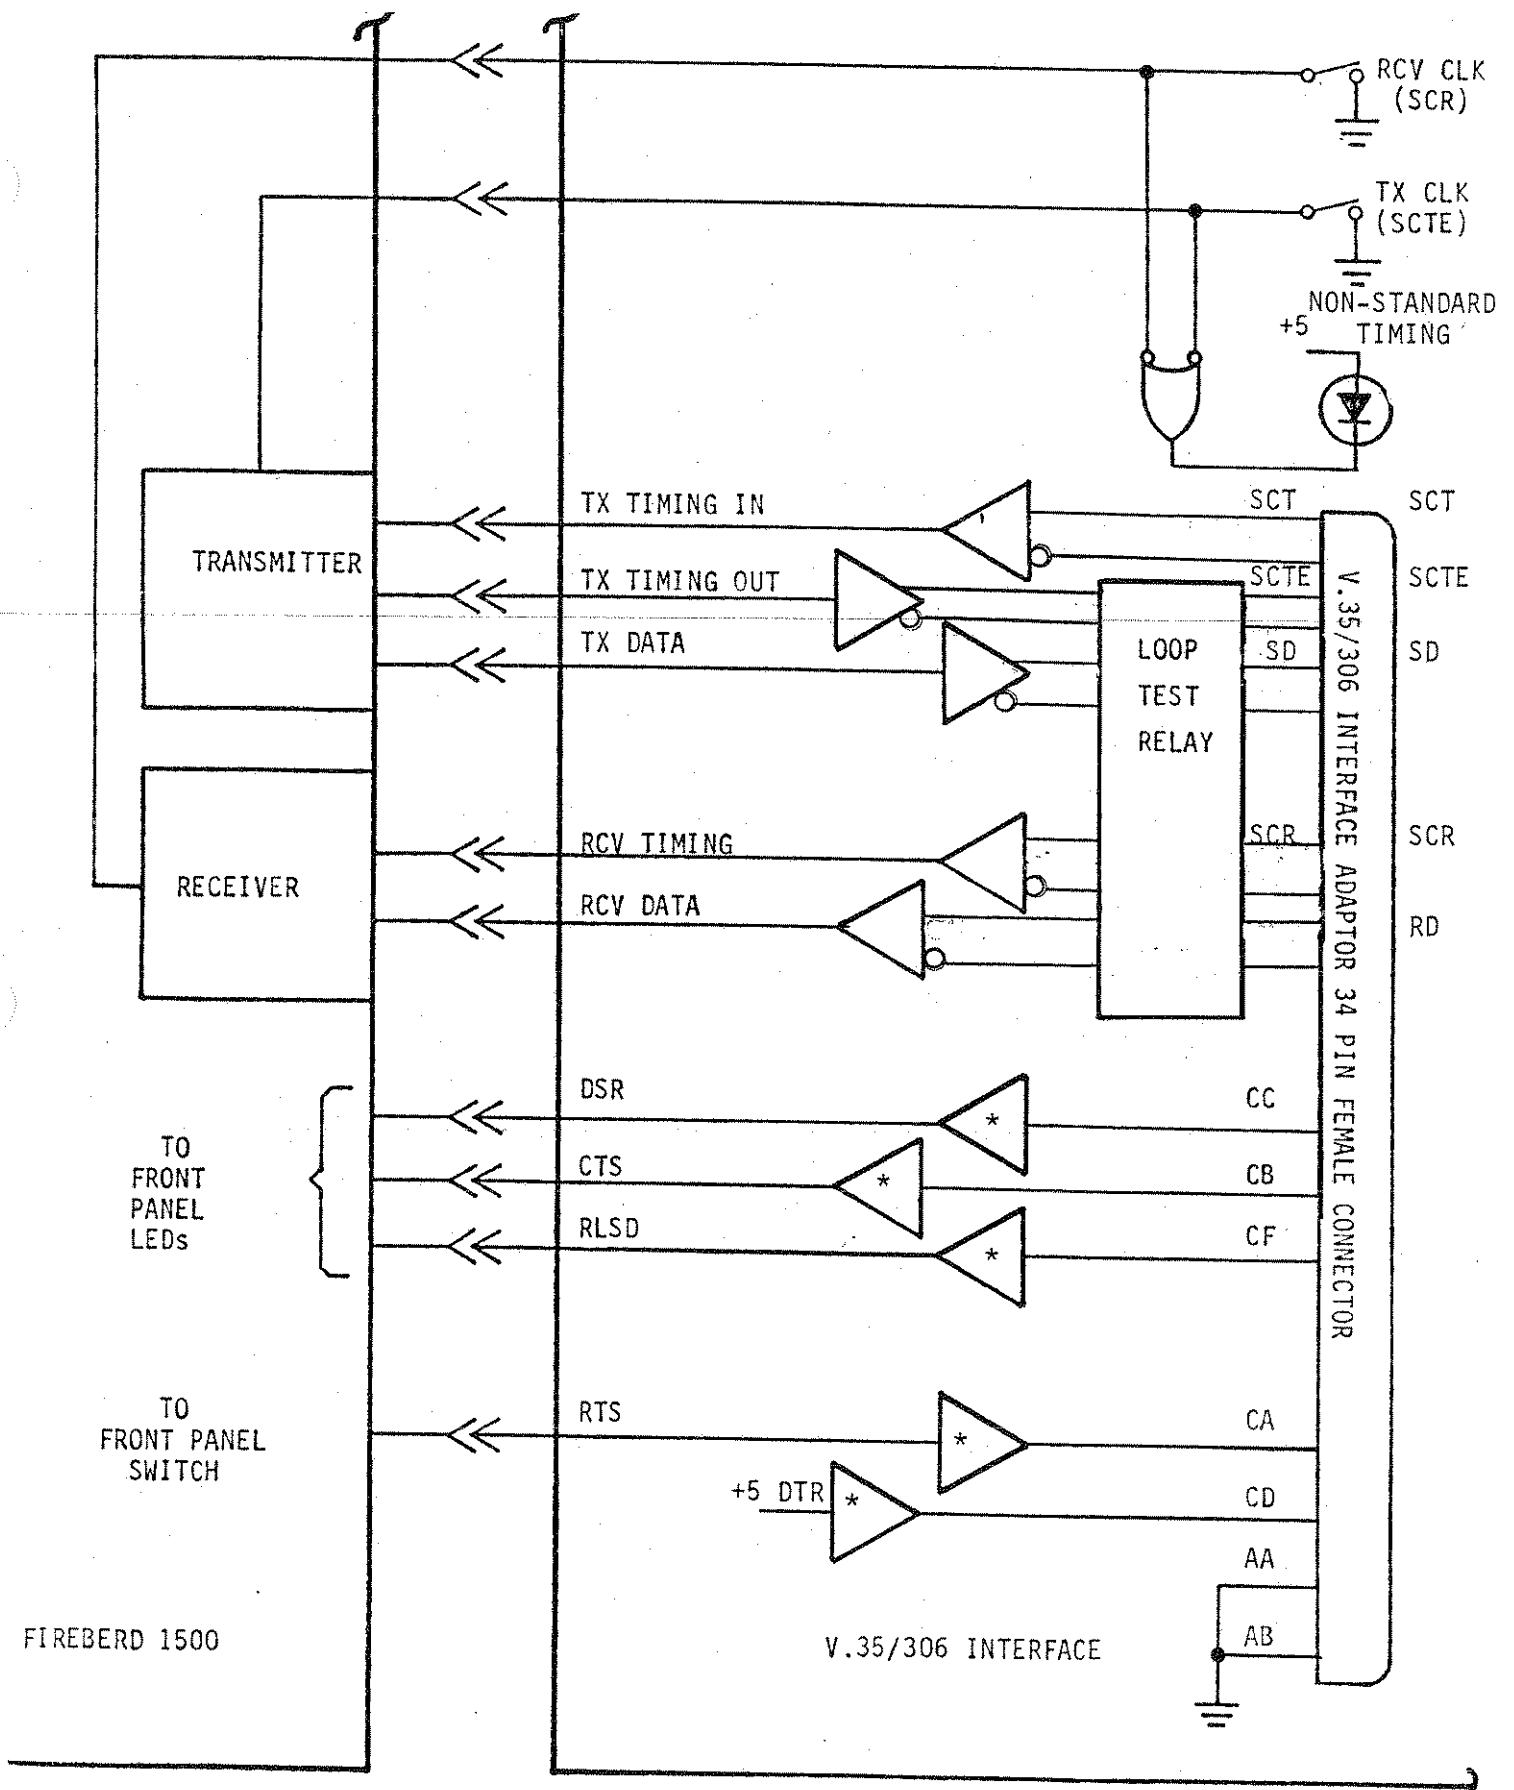 RCV CLK
(SCR)
TX CLK
(SCTE)
NON-STANDARD
+5 TIMING
TX TIMING IN
SCT
SCT
TRANSMITTER
TX TIMING OUT
SCTE
SCTE
TX DATA
LOOP
TEST
RELAY
SD
SD
V.35/306 INTERFACE ADAPTOR 34 PIN FEMALE CONNECTOR
RCV TIMING
SCR
SCR
RECEIVER
RCV DATA
RD
DSR
*
CC
TO
FRONT
PANEL
LEDs
CTS
*
CB
RLSD
*
CF
TO
FRONT PANEL
SWITCH
RTS
*
CA
+5 DTR
*
CD
AA
AB
FIREBERD 1500
V.35/306 INTERFACE